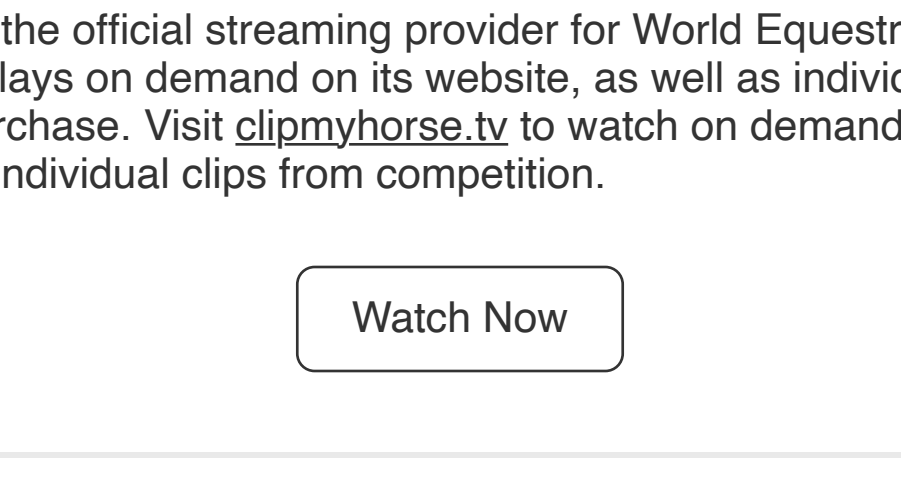 the official streaming provider for World Equestr
lays on demand on its website, as well as indivi
rchase. Visit clipmyhorse.tv to watch on demand
ndividual clips from competition.
Watch Now